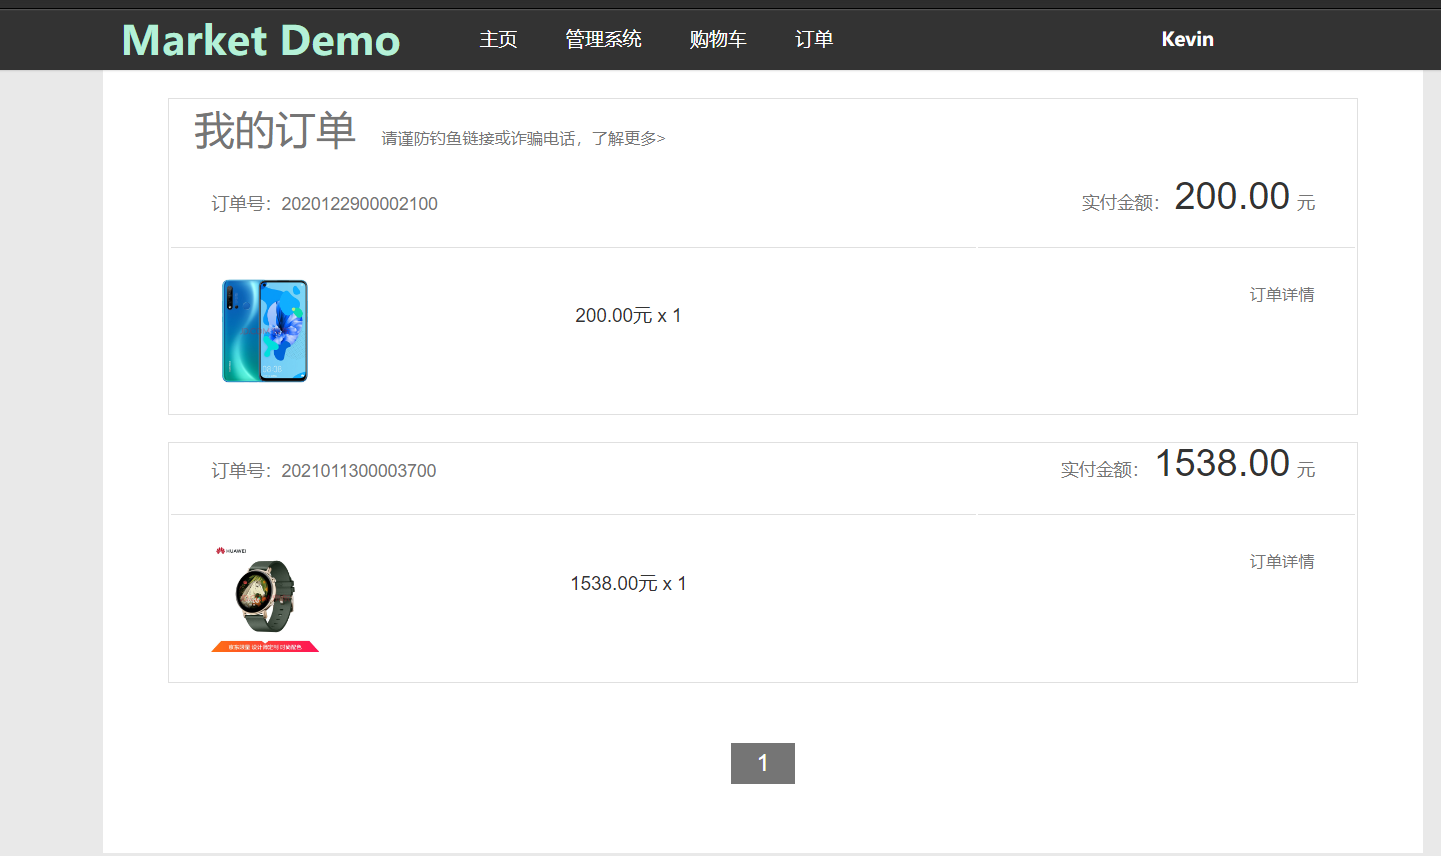 Market Demo 主页 管理系统 购物车 订单 Kevin
我的订单 请谨防钓鱼链接或诈骗电话，了解更多>
订单号：2020122900002100 实付金额： 200.00 元
200.00元 x 1 订单详情
08:38
订单号：2021011300003700 实付金额： 1538.00 元
HUAWEI
1538.00元 x 1 订单详情
1